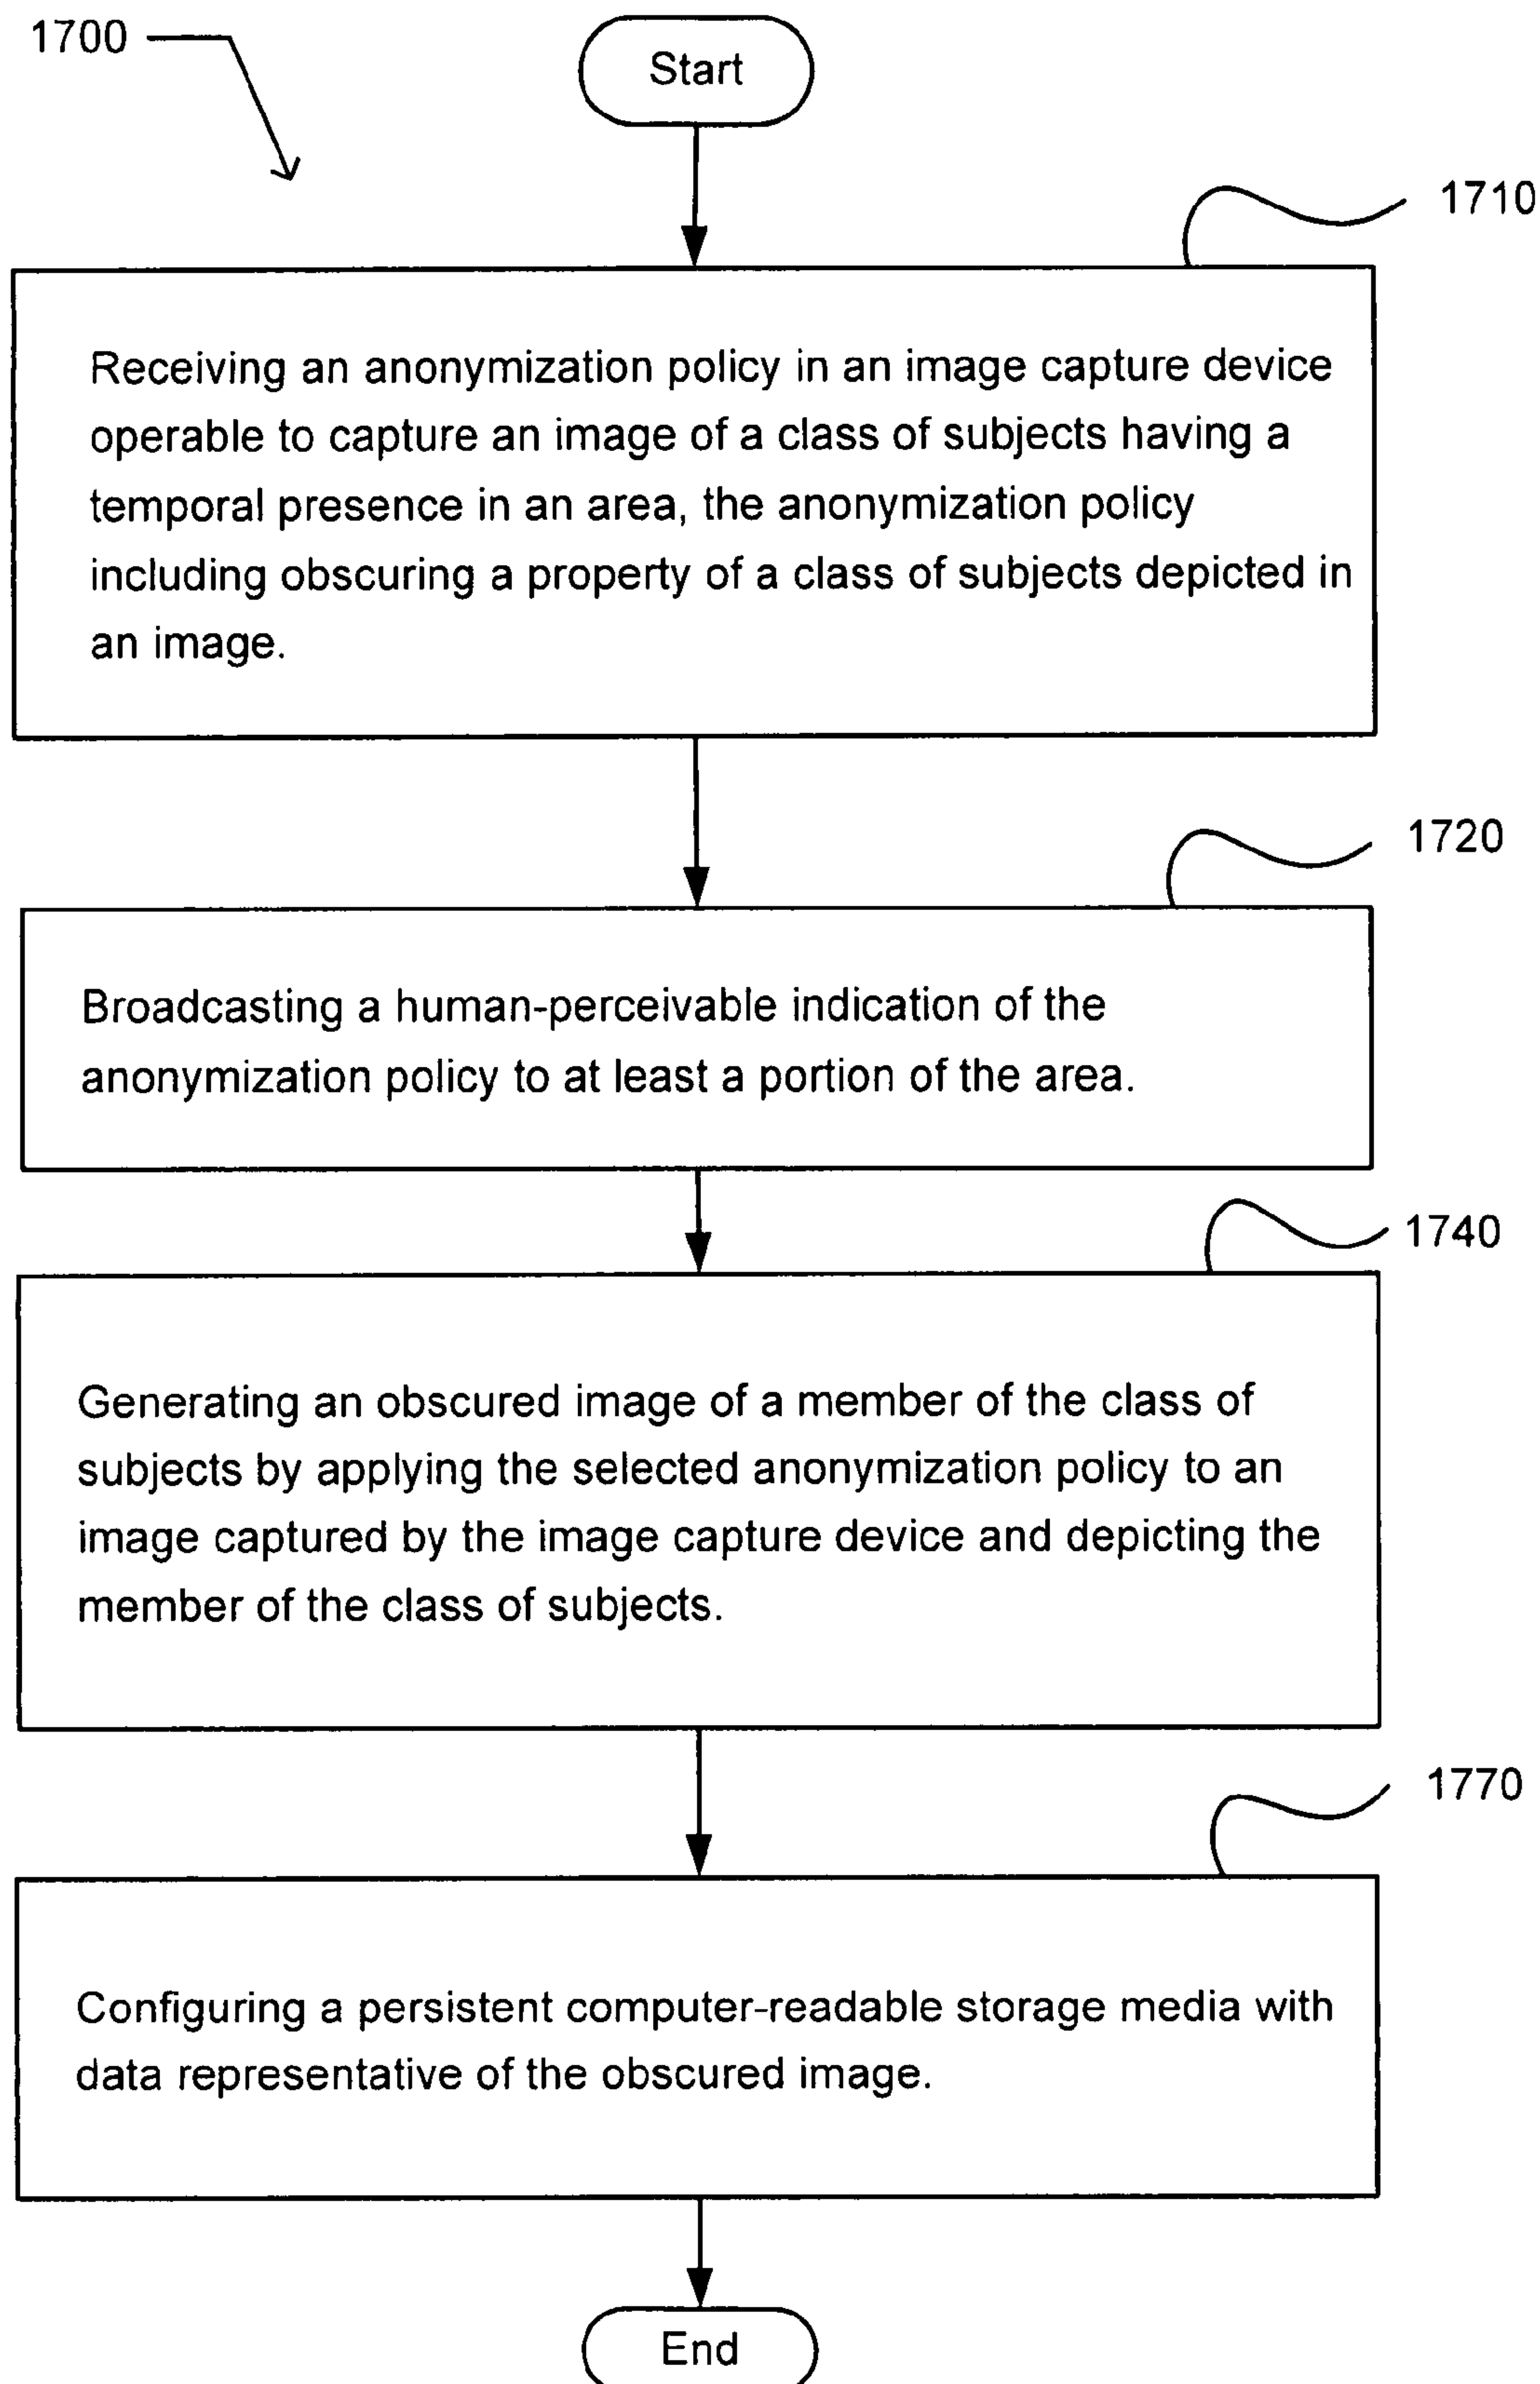 1700
Start
1710
Receiving an anonymization policy in an image capture device
operable to capture an image of a class of subjects having a
temporal presence in an area, the anonymization policy
including obscuring a property of a class of subjects depicted in
an image.
1720
Broadcasting a human-perceivable indication of the
anonymization policy to at least a portion of the area.
1740
Generating an obscured image of a member of the class of
subjects by applying the selected anonymization policy to an
image captured by the image capture device and depicting the
member of the class of subjects.
1770
Configuring a persistent computer-readable storage media with
data representative of the obscured image.
End